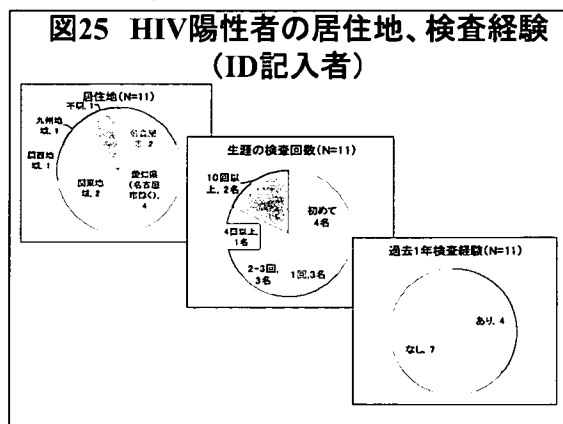 図25 HIV陽性者の居住地、検査経験
(ID記入者)
居住地(N=11)
不明, 1
九州地
域, 1
関西地
域, 1
関東地
域, 2
名古屋
市 2
愛知県
(名古屋
市除く),
4
生涯の検査回数(N=11)
10回以
上, 2名
初めて
4名
4回以上,
1名
2-3回,
3名
1回, 3名
過去1年検査経験(N=11)
あり, 4
なし, 7